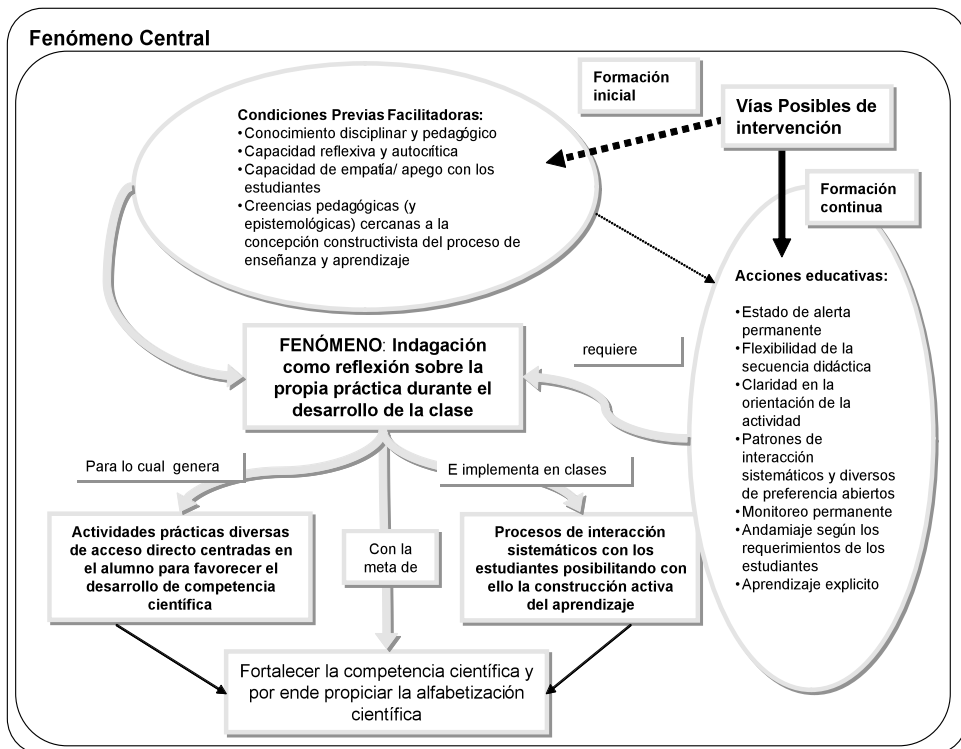 Fenómeno Central
Formación
inicial
Vías Posibles de
intervención
Condiciones Previas Facilitadoras:
•Conocimiento disciplinar y pedagógico
•Capacidad reflexiva y autocrítica
•Capacidad de empatía/ apego con los
estudiantes
•Creencias pedagógicas (y
epistemológicas) cercanas a la
concepción constructivista del proceso de
enseñanza y aprendizaje
Formación
continua
Acciones educativas:
•Estado de alerta
permanente
•Flexibilidad de la
secuencia didáctica
•Claridad en la
orientación de la
actividad
•Patrones de
interacción
sistemáticos y diversos
de preferencia abiertos
•Monitoreo permanente
•Andamiaje según los
requerimientos de los
estudiantes
•Aprendizaje explicito
FENÓMENO: Indagación
como reflexión sobre la
propia práctica durante el
desarrollo de la clase
requiere
Para lo cual genera
E implementa en clases
Actividades prácticas diversas
de acceso directo centradas en
el alumno para favorecer el
desarrollo de competencia
científica
Con la
meta de
Procesos de interacción
sistemáticos con los
estudiantes posibilitando con
ello la construcción activa
del aprendizaje
Fortalecer la competencia científica y
por ende propiciar la alfabetización
científica